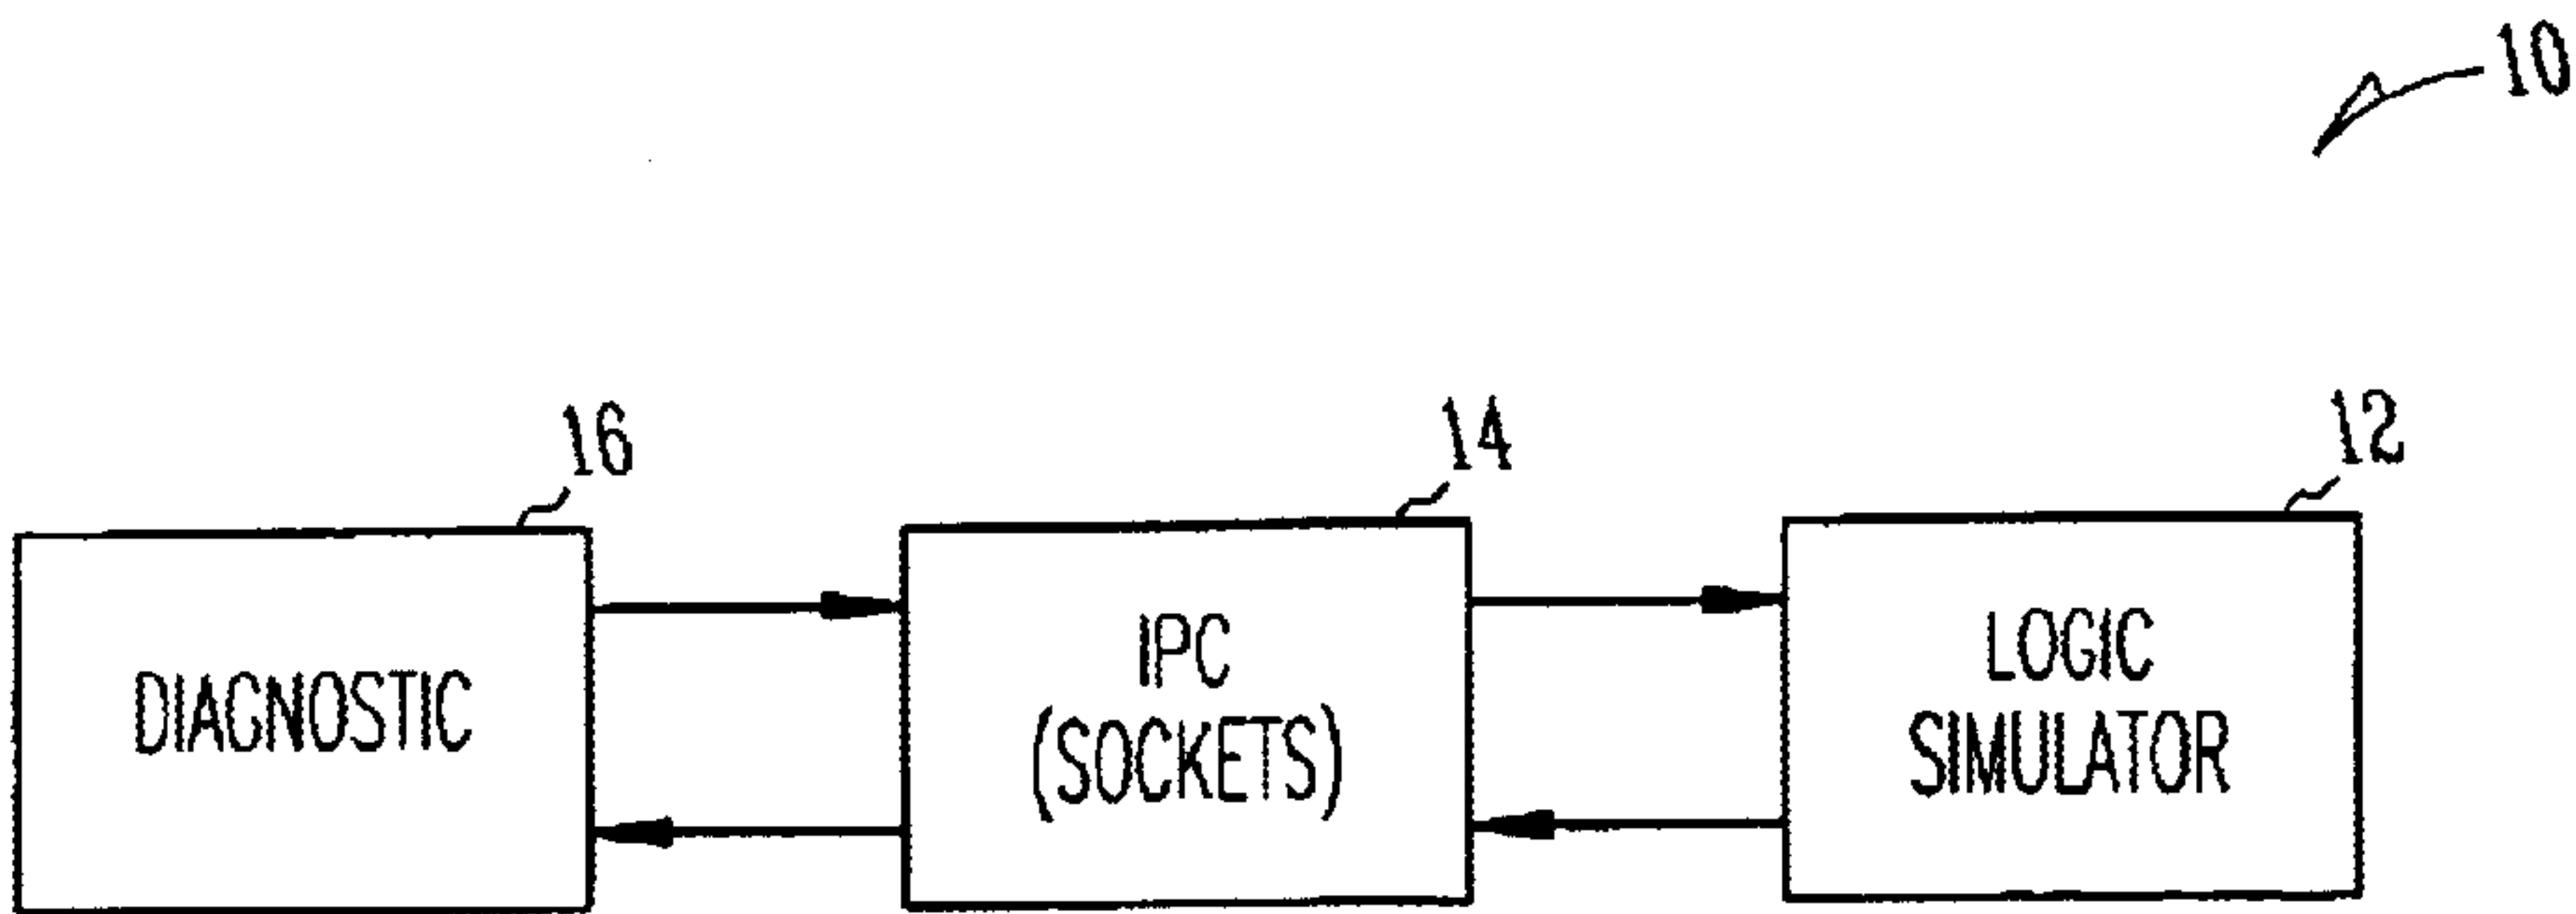 10
16
14
12
DIAGNOSTIC
IPC
(SOCKETS)
LOGIC
SIMULATOR